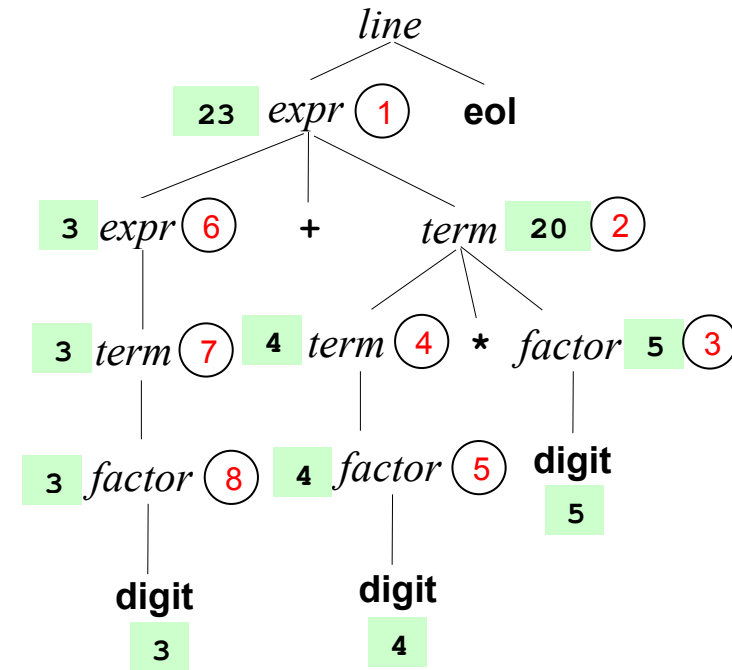 line
23 expr 1 eol
3 expr 6 + term 20 2
3 term 7 4 term 4 * factor 5 3
3 factor 8 4 factor 5 digit
5
digit digit
3 4